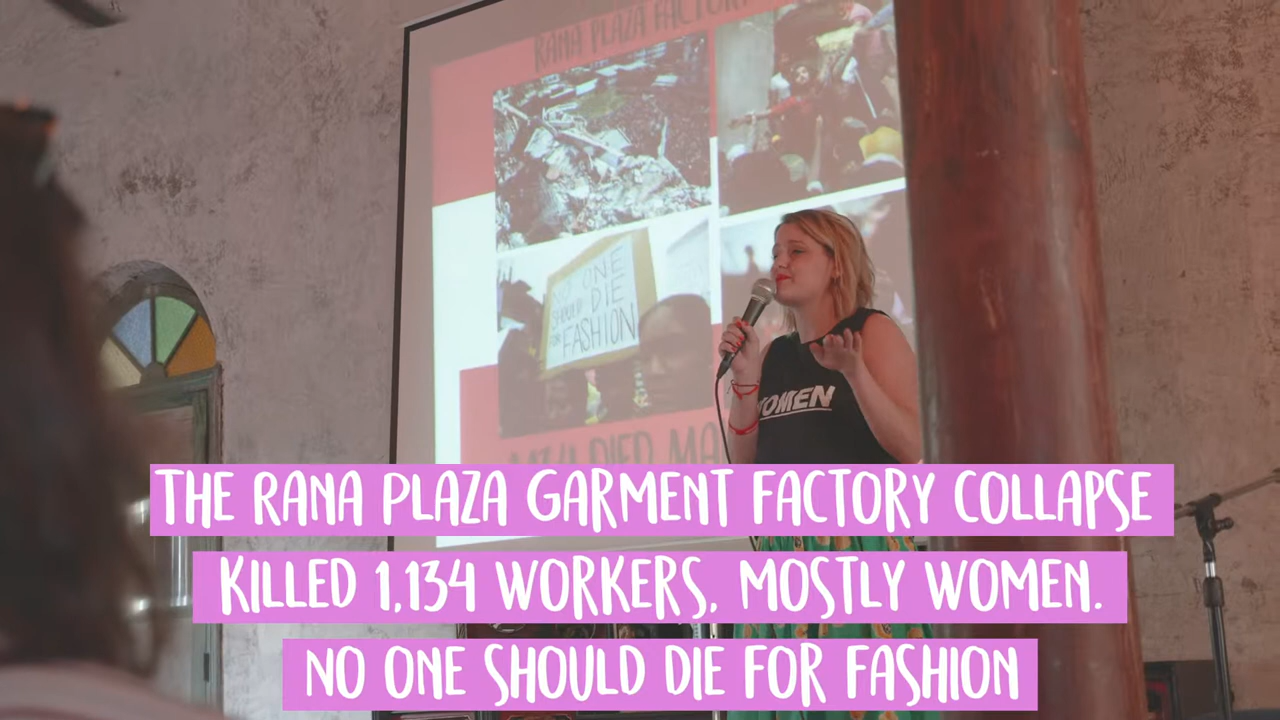 RANA PLAZA FACTORY
NO ONE
SHOULD DIE
FOR FASHION
DIED
THE RANA PLAZA GARMENT FACTORY COLLAPSE
KILLED 1,134 WORKERS, MOSTLY WOMEN.
NO ONE SHOULD DIE FOR FASHION